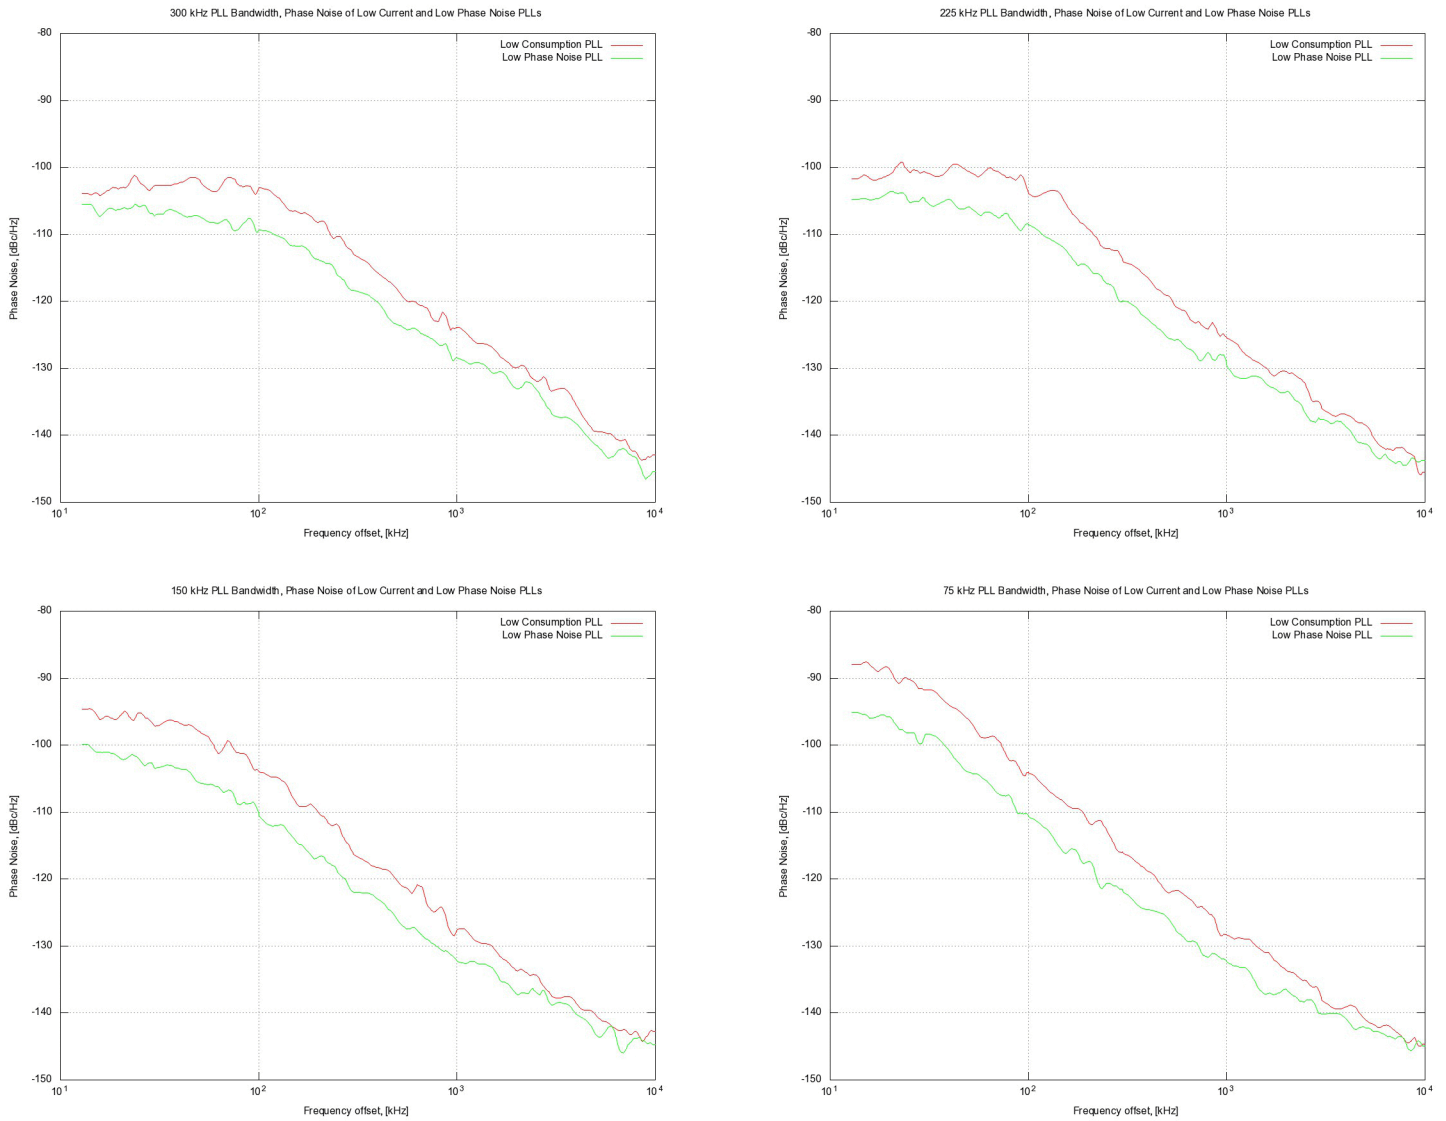 300 kHz PLL Bandwidth, Phase Noise of Low Current and Low Phase Noise PLLs
Low Consumption PLL
Low Phase Noise PLL
-80
-90
-100
-110
-120
-130
-140
-150
Phase Noise, [dBc/Hz]
10^1
10^2
10^3
10^4
Frequency offset, [kHz]
225 kHz PLL Bandwidth, Phase Noise of Low Current and Low Phase Noise PLLs
Low Consumption PLL
Low Phase Noise PLL
-80
-90
-100
-110
-120
-130
-140
-150
Phase Noise, [dBc/Hz]
10^1
10^2
10^3
10^4
Frequency offset, [kHz]
150 kHz PLL Bandwidth, Phase Noise of Low Current and Low Phase Noise PLLs
Low Consumption PLL
Low Phase Noise PLL
-80
-90
-100
-110
-120
-130
-140
-150
Phase Noise, [dBc/Hz]
10^1
10^2
10^3
10^4
Frequency offset, [kHz]
75 kHz PLL Bandwidth, Phase Noise of Low Current and Low Phase Noise PLLs
Low Consumption PLL
Low Phase Noise PLL
-80
-90
-100
-110
-120
-130
-140
-150
Phase Noise, [dBc/Hz]
10^1
10^2
10^3
10^4
Frequency offset, [kHz]